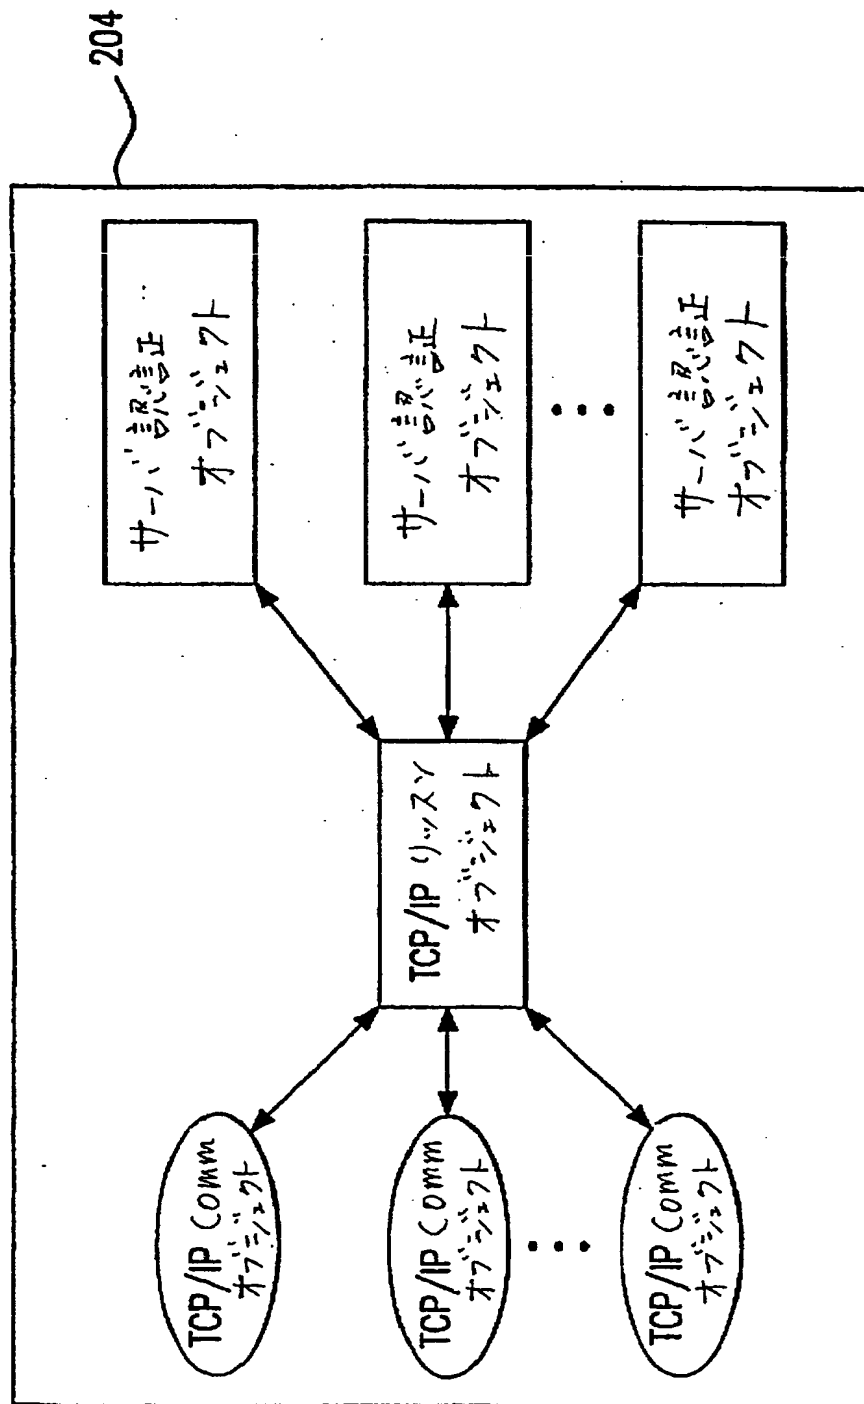 204
TCP/IP Comm
オブジェクト
TCP/IP Comm
オブジェクト
TCP/IP Comm
オブジェクト
TCP/IP リッスン
オブジェクト
サーバ認証
オブジェクト
サーバ認証
オブジェクト
サーバ認証
オブジェクト